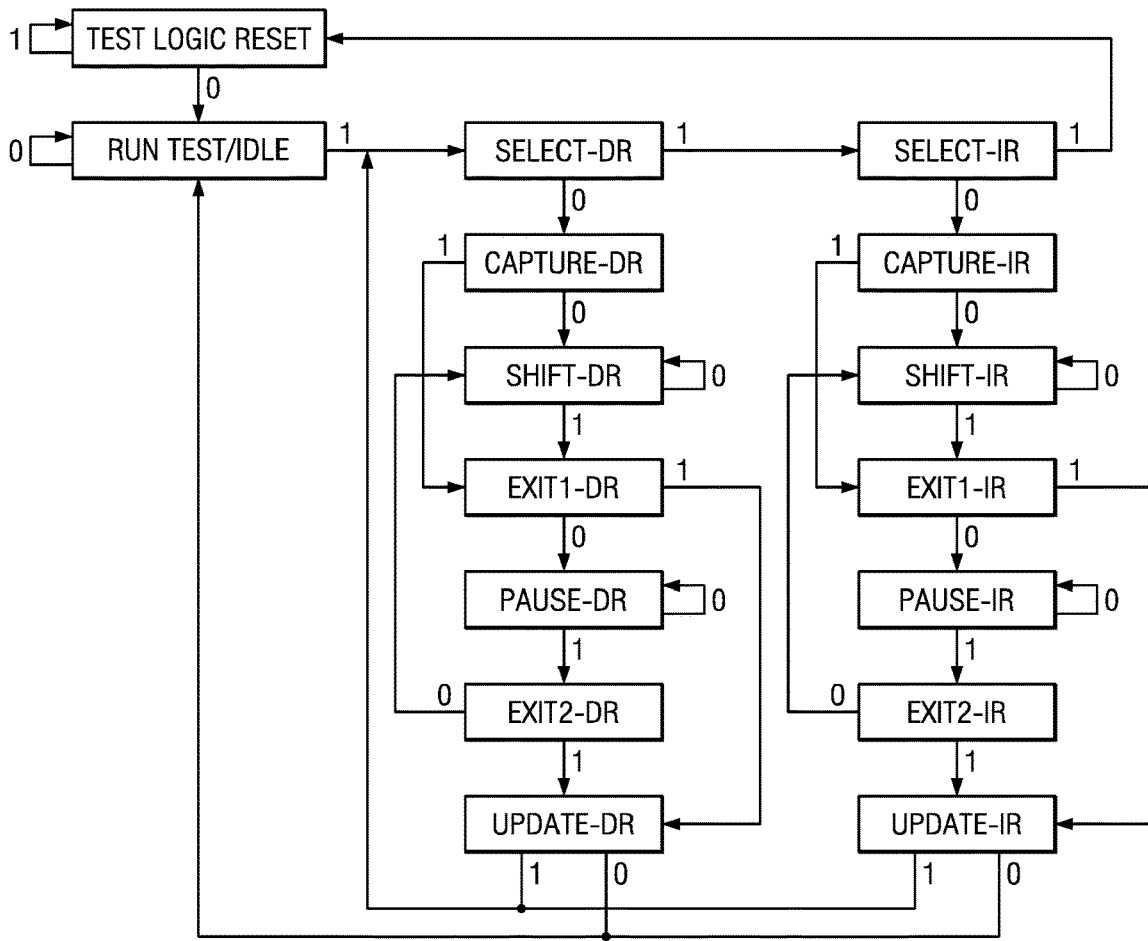 1 TEST LOGIC RESET
0
0 RUN TEST/IDLE 1 SELECT-DR 1 SELECT-IR 1
0 0
1 CAPTURE-DR 1 CAPTURE-IR
0 0
SHIFT-DR 0 SHIFT-IR 0
1 1
EXIT1-DR 1 EXIT1-IR 1
0 0
PAUSE-DR 0 PAUSE-IR 0
1 1
0 EXIT2-DR 0 EXIT2-IR
1 1
UPDATE-DR UPDATE-IR
1 0 1 0